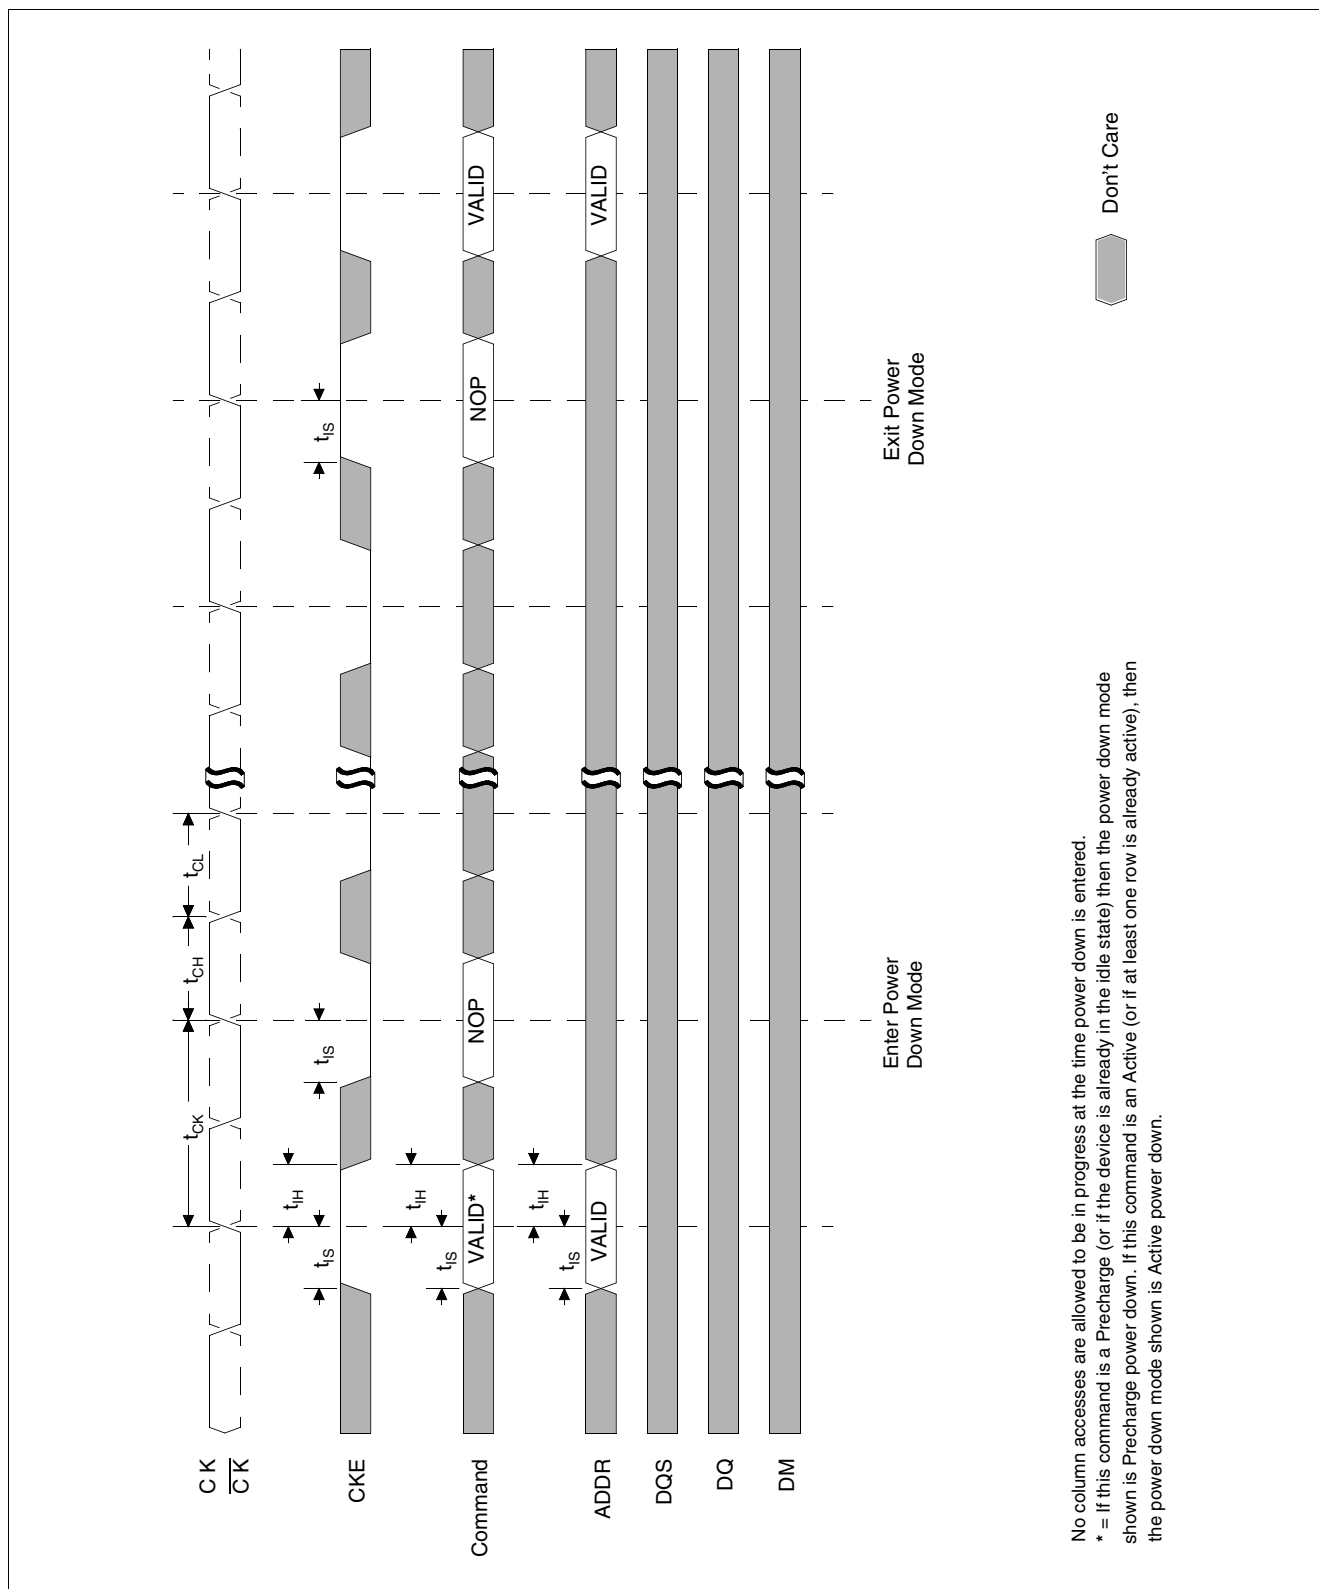 CK
CK
CKE
Command
ADDR
DQS
DQ
DM
tCK
tCH
tCL
tIS
tIH
tIS
tIS
tIS
tIH
VALID*
NOP
NOP
VALID
tIS
tIH
VALID
VALID
Enter Power
Down Mode
Exit Power
Down Mode
No column accesses are allowed to be in progress at the time power down is entered.
* = If this command is a Precharge (or if the device is already in the idle state) then the power down mode
shown is Precharge power down. If this command is an Active (or if at least one row is already active), then
the power down mode shown is Active power down.
Don't Care